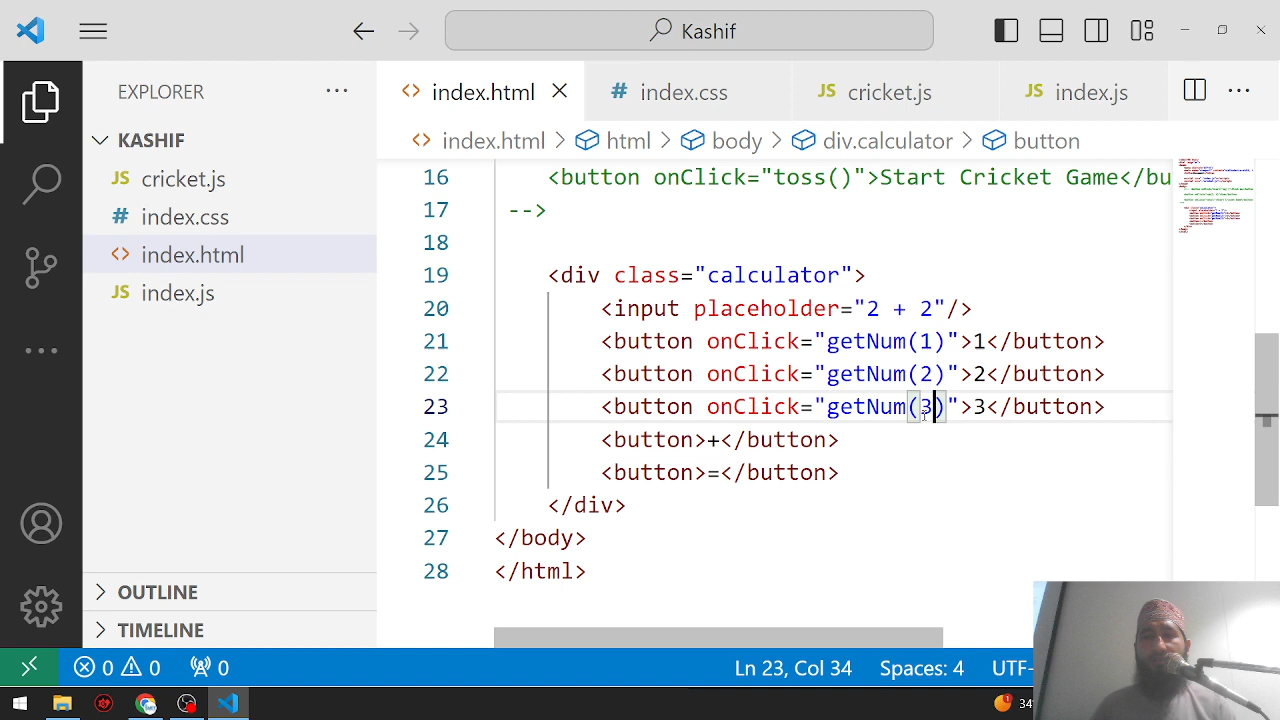 Kashif
EXPLORER
index.html
index.css
cricket.js
index.js
KASHIF
index.html
html
body
div.calculator
button
cricket.js
index.css
index.html
index.js
16 <button onClick="toss()">Start Cricket Game</bu
17 -->
18
19 <div class="calculator">
20 <input placeholder="2 + 2"/>
21 <button onClick="getNum(1)">1</button>
22 <button onClick="getNum(2)">2</button>
23 <button onClick="getNum(3)">3</button>
24 <button>+</button>
25 <button>=</button>
26 </div>
27 </body>
28 </html>
OUTLINE
TIMELINE
0 0 0 Ln 23, Col 34 Spaces: 4 UTF-
34°